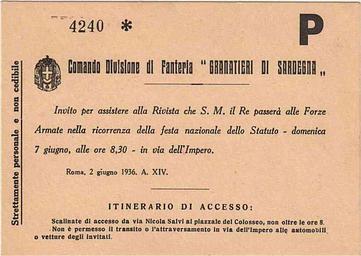 4240 *
P
Comando Divisione di Fanteria "GRANATIERI DI SARDEGNA"
Strettamente personale e non cedibile
Invito per assistere alla Rivista che S. M. il Re passerà alle Forze
Armate nella ricorrenza della festa nazionale dello Statuto - domenica
7 giugno, alle ore 8,30 - in via dell'Impero.
Roma, 2 giugno 1936. A. XIV.
ITINERARIO DI ACCESSO:
Scalinate di accesso da via Nicola Salvi al piazzale del Colosseo, non oltre le ore 8.
Non è permesso il transito o l'attraversamento in via dell'Impero alle automobili
o vetture degli invitati.